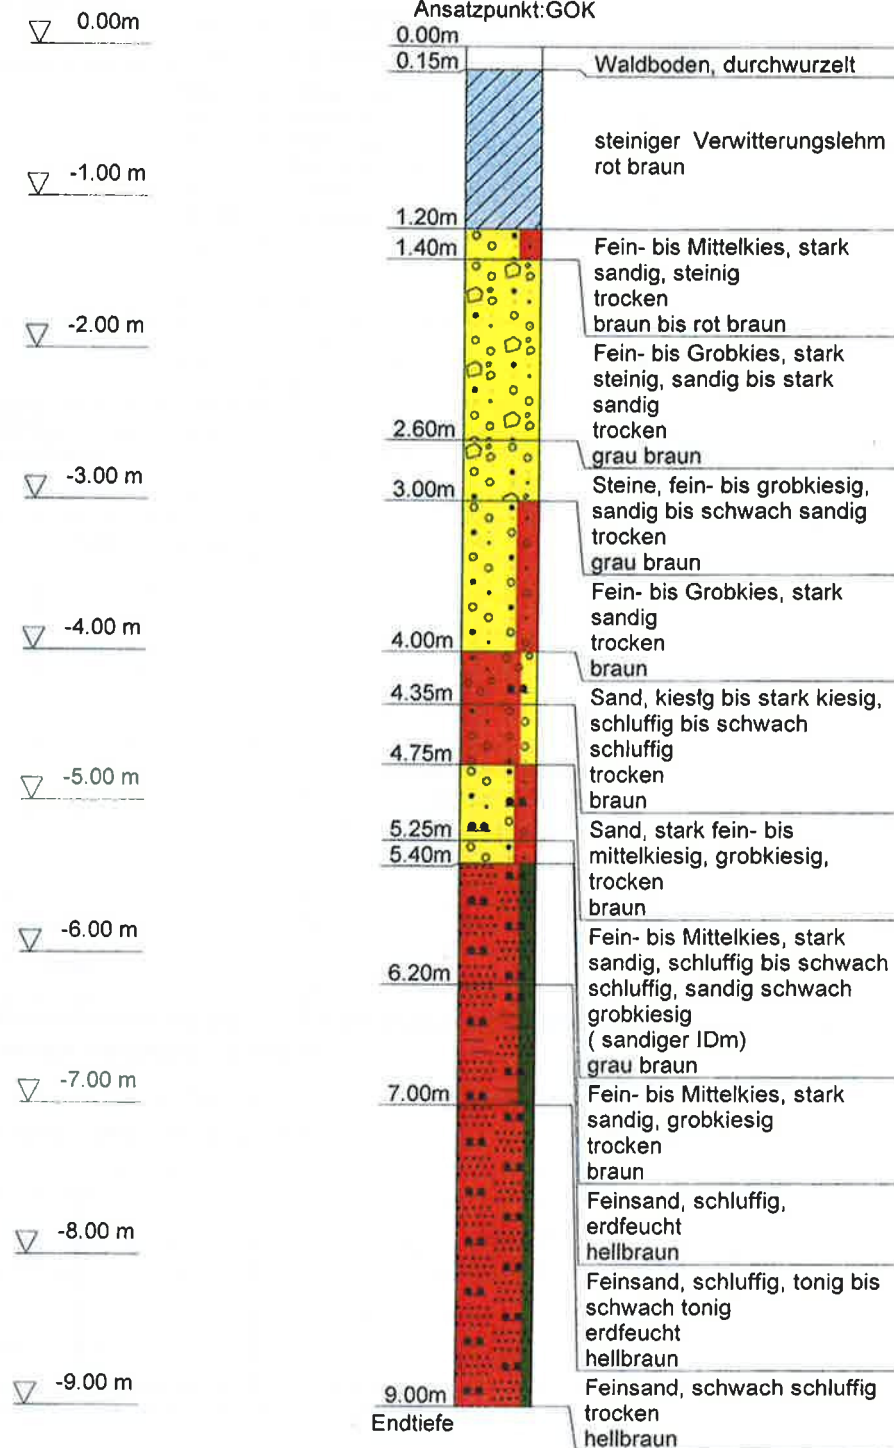 Ansatzpunkt:GOK
0.00m
0.00m
0.15m
Waldboden, durchwurzelt
steiniger Verwitterungslehm
rot braun
-1.00 m
1.20m
1.40m
Fein- bis Mittelkies, stark
sandig, steinig
trocken
braun bis rot braun
-2.00 m
Fein- bis Grobkies, stark
steinig, sandig bis stark
sandig
trocken
grau braun
2.60m
-3.00 m
3.00m
Steine, fein- bis grobkiesig,
sandig bis schwach sandig
trocken
grau braun
Fein- bis Grobkies, stark
sandig
trocken
braun
-4.00 m
4.00m
4.35m
Sand, kiesig bis stark kiesig,
schluffig bis schwach
schluffig
trocken
braun
4.75m
-5.00 m
5.25m
5.40m
Sand, stark fein- bis
mittelkiesig, grobkiesig,
trocken
braun
-6.00 m
Fein- bis Mittelkies, stark
sandig, schluffig bis schwach
schluffig, sandig schwach
grobkiesig
( sandiger IDm)
grau braun
6.20m
-7.00 m
7.00m
Fein- bis Mittelkies, stark
sandig, grobkiesig
trocken
braun
Feinsand, schluffig,
erdfeucht
hellbraun
-8.00 m
Feinsand, schluffig, tonig bis
schwach tonig
erdfeucht
hellbraun
-9.00 m
9.00m
Endtiefe
Feinsand, schwach schluffig
trocken
hellbraun